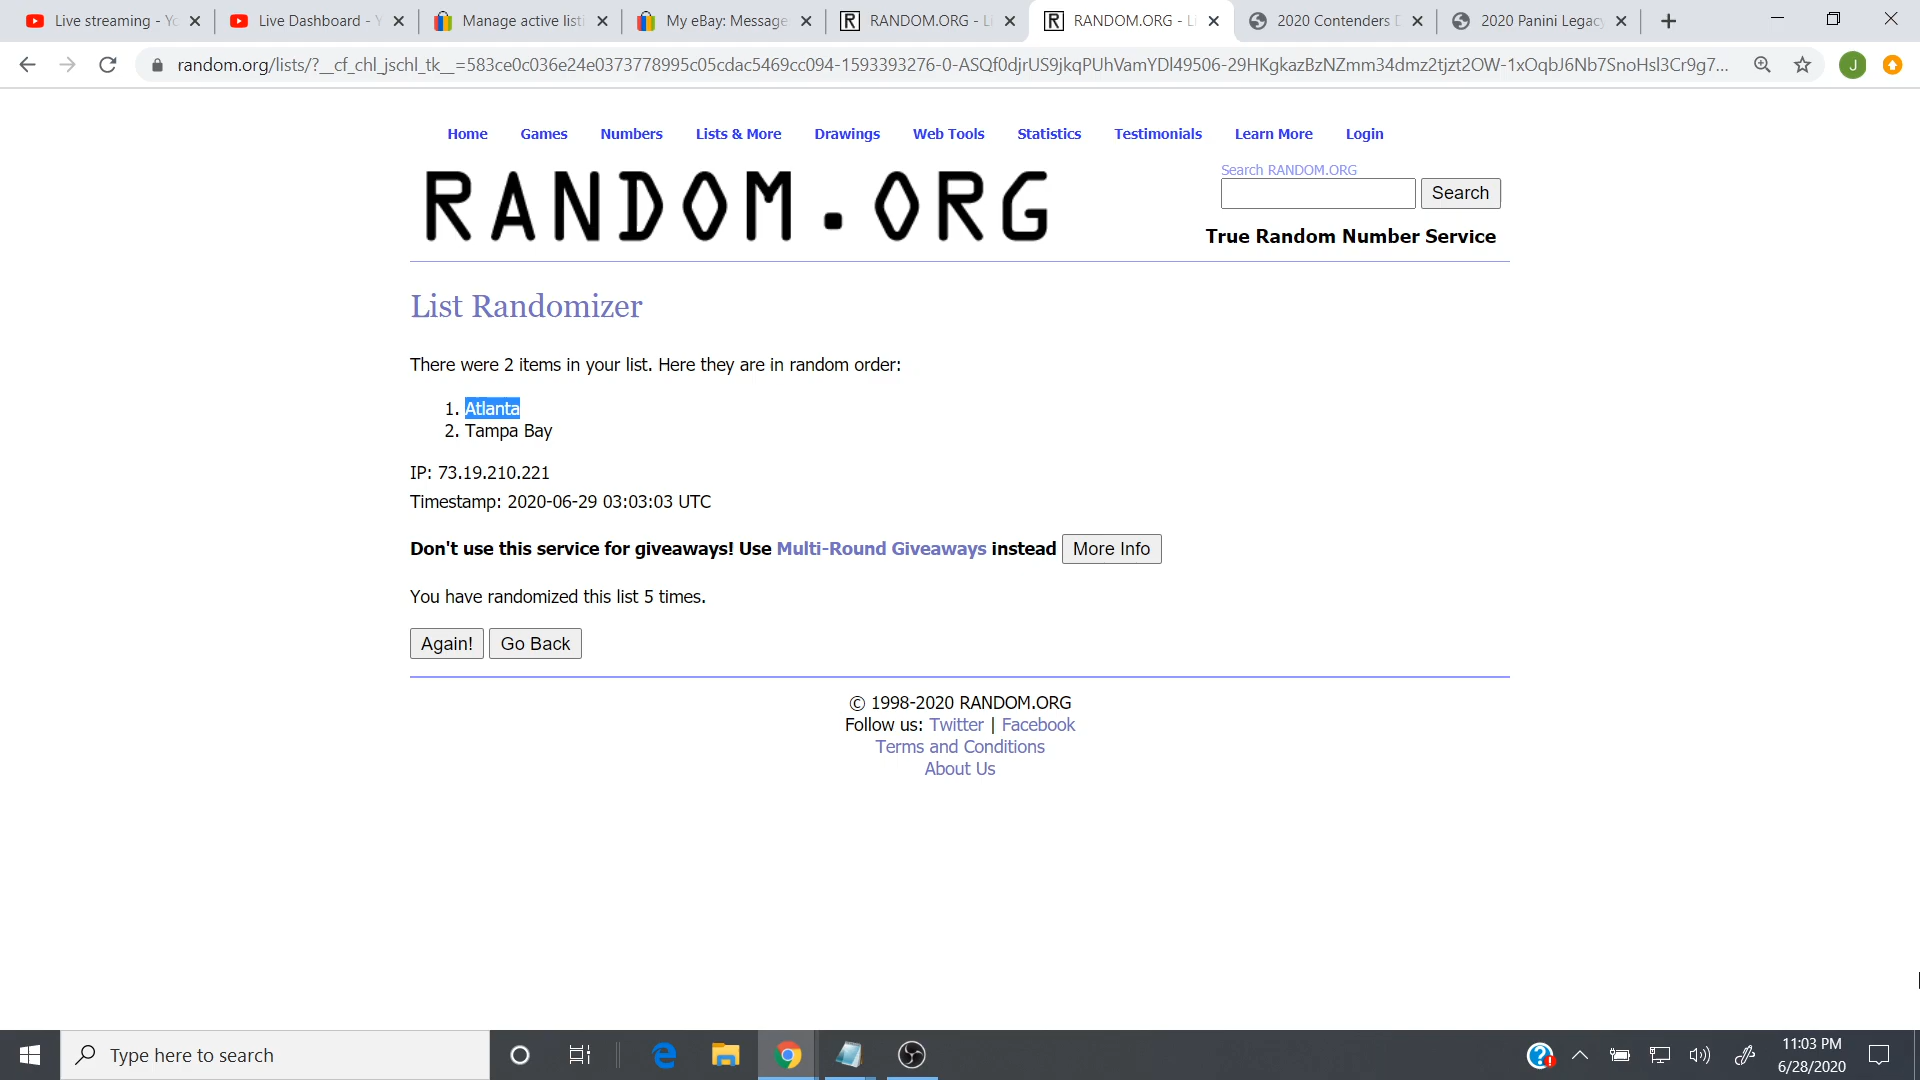 Live streaming - Yo
Live Dashboard - Y
Manage active listi
My eBay: Message
RANDOM.ORG - Li
RANDOM.ORG - Li
2020 Contenders D
2020 Panini Legacy
random.org/lists/?__cf_chl_jschl_tk__=583ce0c036e24e0373778995c05cdac5469cc094-1593393276-0-ASQf0djrUS9jkqPUhVamYDl49506-29HKgkazBzNZmm34dmz2tjzt2OW-1xOqbJ6Nb7SnoHsl3Cr9g7...
J
Home Games Numbers Lists & More Drawings Web Tools Statistics Testimonials Learn More Login
RANDOM.ORG
Search RANDOM.ORG
Search
True Random Number Service
List Randomizer
There were 2 items in your list. Here they are in random order:
1. Atlanta
2. Tampa Bay
IP: 73.19.210.221
Timestamp: 2020-06-29 03:03:03 UTC
Don't use this service for giveaways! Use Multi-Round Giveaways instead More Info
You have randomized this list 5 times.
Again! Go Back
© 1998-2020 RANDOM.ORG
Follow us: Twitter | Facebook
Terms and Conditions
About Us
Type here to search
11:03 PM
6/28/2020